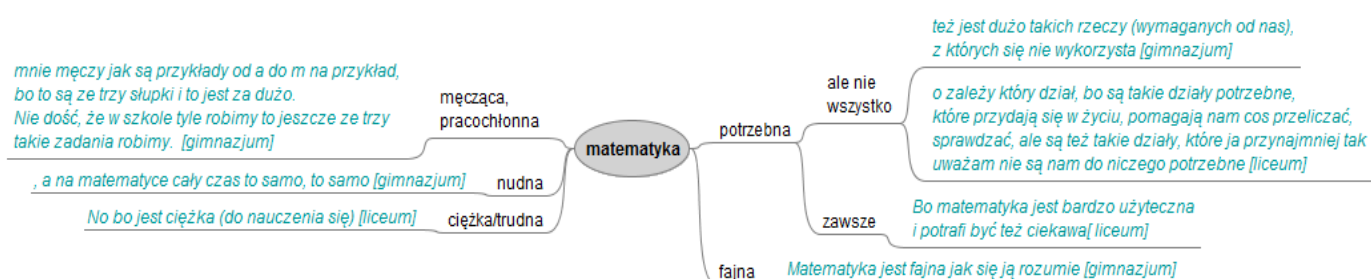 mnie męczy jak są przykłady od a do m na przykład,
bo to są ze trzy słupki i to jest za dużo.
Nie dość, że w szkole tyle robimy to jeszcze ze trzy
takie zadania robimy. [gimnazjum]
męcząca,
pracochłonna
, a na matematyce cały czas to samo, to samo [gimnazjum]
nudna
No bo jest ciężka (do nauczenia się) [liceum]
ciężka/trudna
matematyka
potrzebna
ale nie
wszystko
też jest dużo takich rzeczy (wymaganych od nas),
z których się nie wykorzysta [gimnazjum]
o zależy który dział, bo są takie działy potrzebne,
które przydają się w życiu, pomagają nam cos przeliczać,
sprawdzać, ale są też takie działy, które ja przynajmniej tak
uważam nie są nam do niczego potrzebne [liceum]
zawsze
Bo matematyka jest bardzo użyteczna
i potrafi być też ciekawa[ liceum]
fajna
Matematyka jest fajna jak się ją rozumie [gimnazjum]